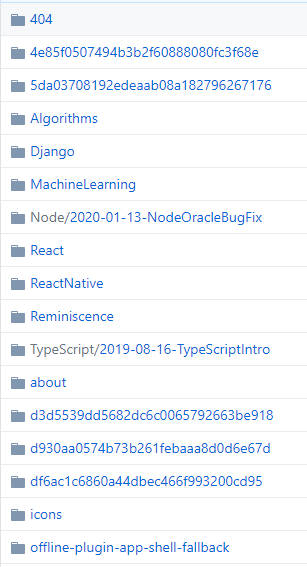 404
4e85f0507494b3b2f60888080fc3f68e
5da03708192edeaab08a182796267176
Algorithms
Django
MachineLearning
Node/2020-01-13-NodeOracleBugFix
React
ReactNative
Reminiscence
TypeScript/2019-08-16-TypeScriptIntro
about
d3d5539dd5682dc6c0065792663be918
d930aa0574b73b261febaaa8d0d6e67d
df6ac1c6860a44dbec466f993200cd95
icons
offline-plugin-app-shell-fallback